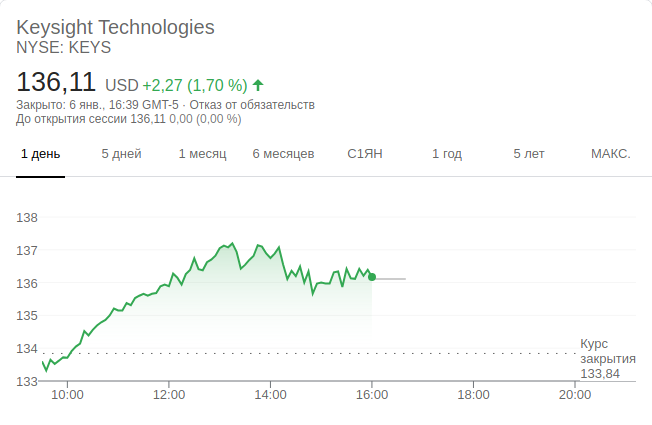 Keysight Technologies
NYSE: KEYS
136,11 USD +2,27 (1,70 %)
Закрыто: 6 янв., 16:39 GMT-5 · Отказ от обязательств
До открытия сессии 136,11 0,00 (0,00 %)
1 день 5 дней 1 месяц 6 месяцев С1ЯН 1 год 5 лет МАКС.
138
137
136
135
134
133
Курс
закрытия
133,84
10:00 12:00 14:00 16:00 18:00 20:00